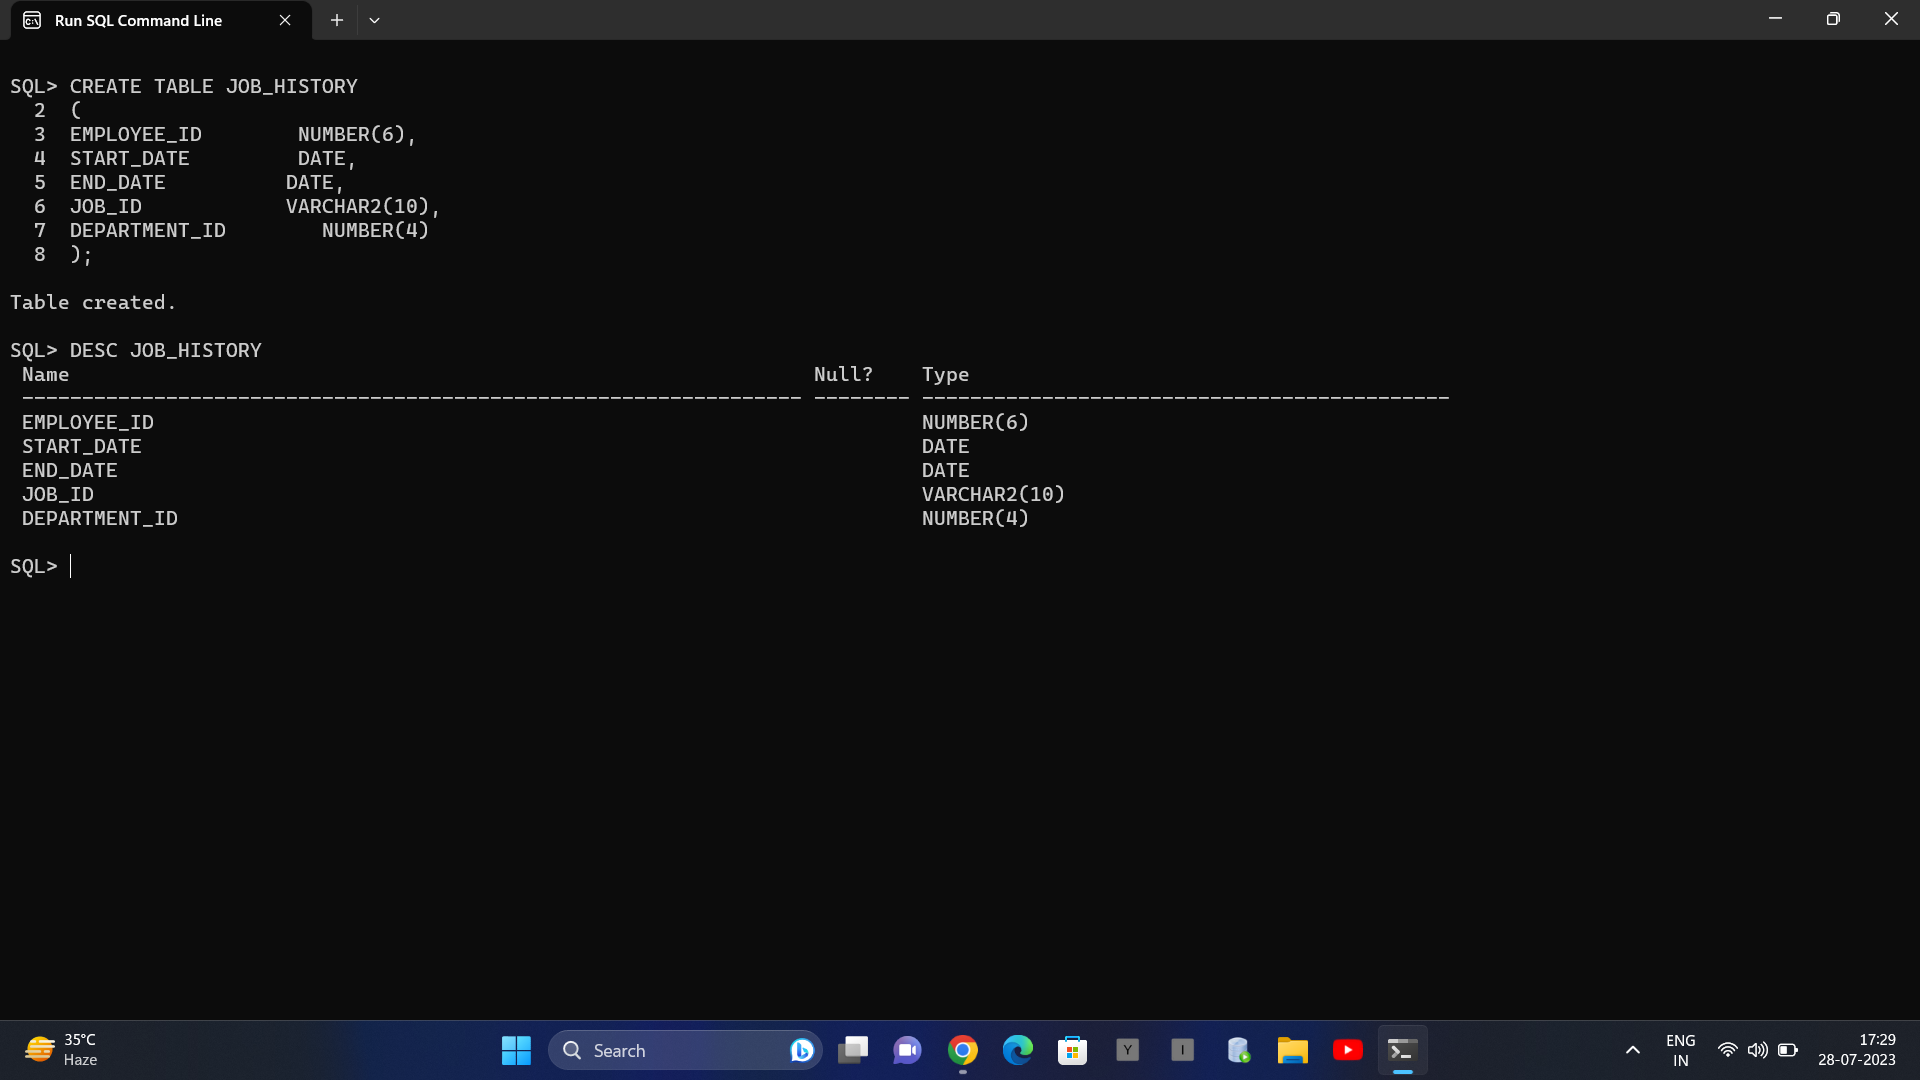 Run SQL Command Line
SQL> CREATE TABLE JOB_HISTORY
  2  (
  3  EMPLOYEE_ID        NUMBER(6),
  4  START_DATE         DATE,
  5  END_DATE          DATE,
  6  JOB_ID            VARCHAR2(10),
  7  DEPARTMENT_ID        NUMBER(4)
  8  );
Table created.
SQL> DESC JOB_HISTORY
 Name                                                              Null?    Type
 ----------------------------------------------------------------- -------- --------------------------------------------
 EMPLOYEE_ID                                                                NUMBER(6)
 START_DATE                                                                 DATE
 END_DATE                                                                   DATE
 JOB_ID                                                                     VARCHAR2(10)
 DEPARTMENT_ID                                                              NUMBER(4)
SQL>
35°C
Haze
Search
Y
I
ENG
IN
17:29
28-07-2023